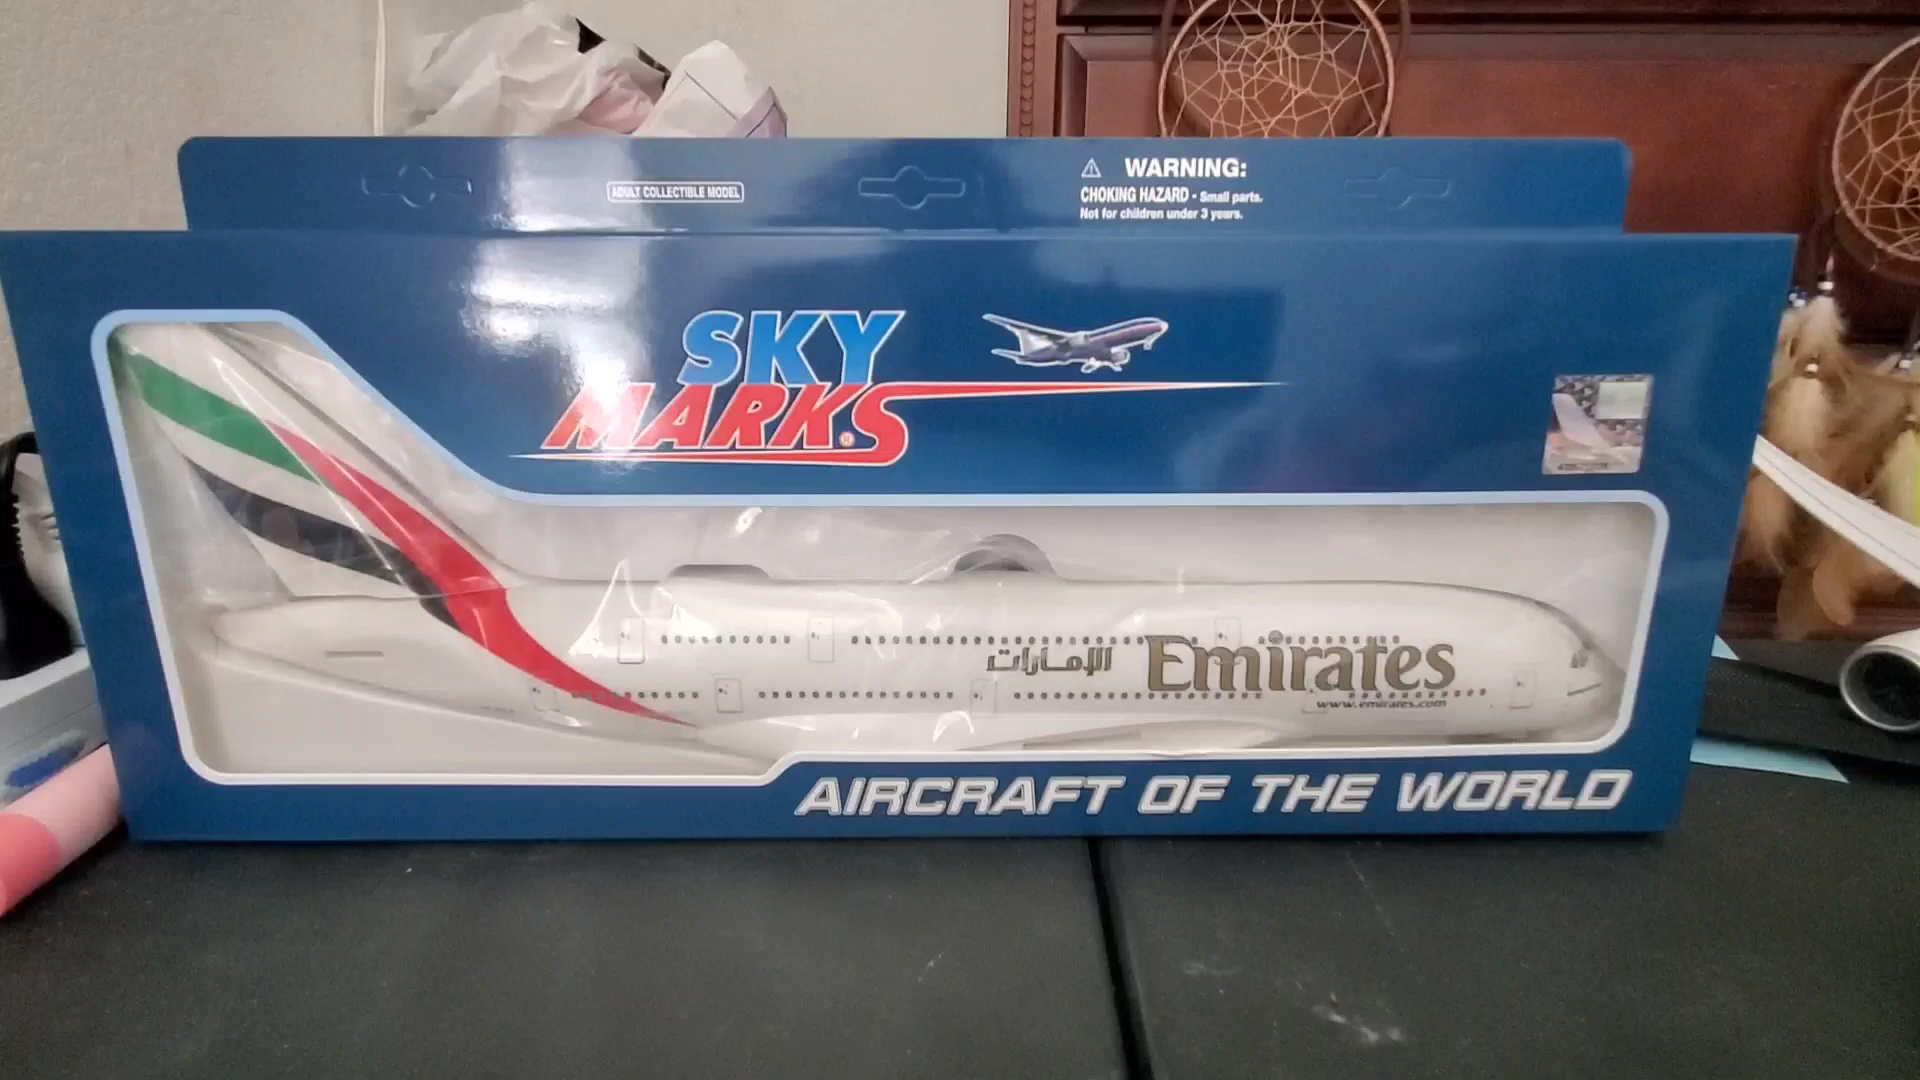 ADULT COLLECTIBLE MODEL
WARNING:
CHOKING HAZARD - Small parts.
Not for children under 3 years.
SKY
MARKS®
الإمارات Emirates
www.emirates.com
AIRCRAFT OF THE WORLD